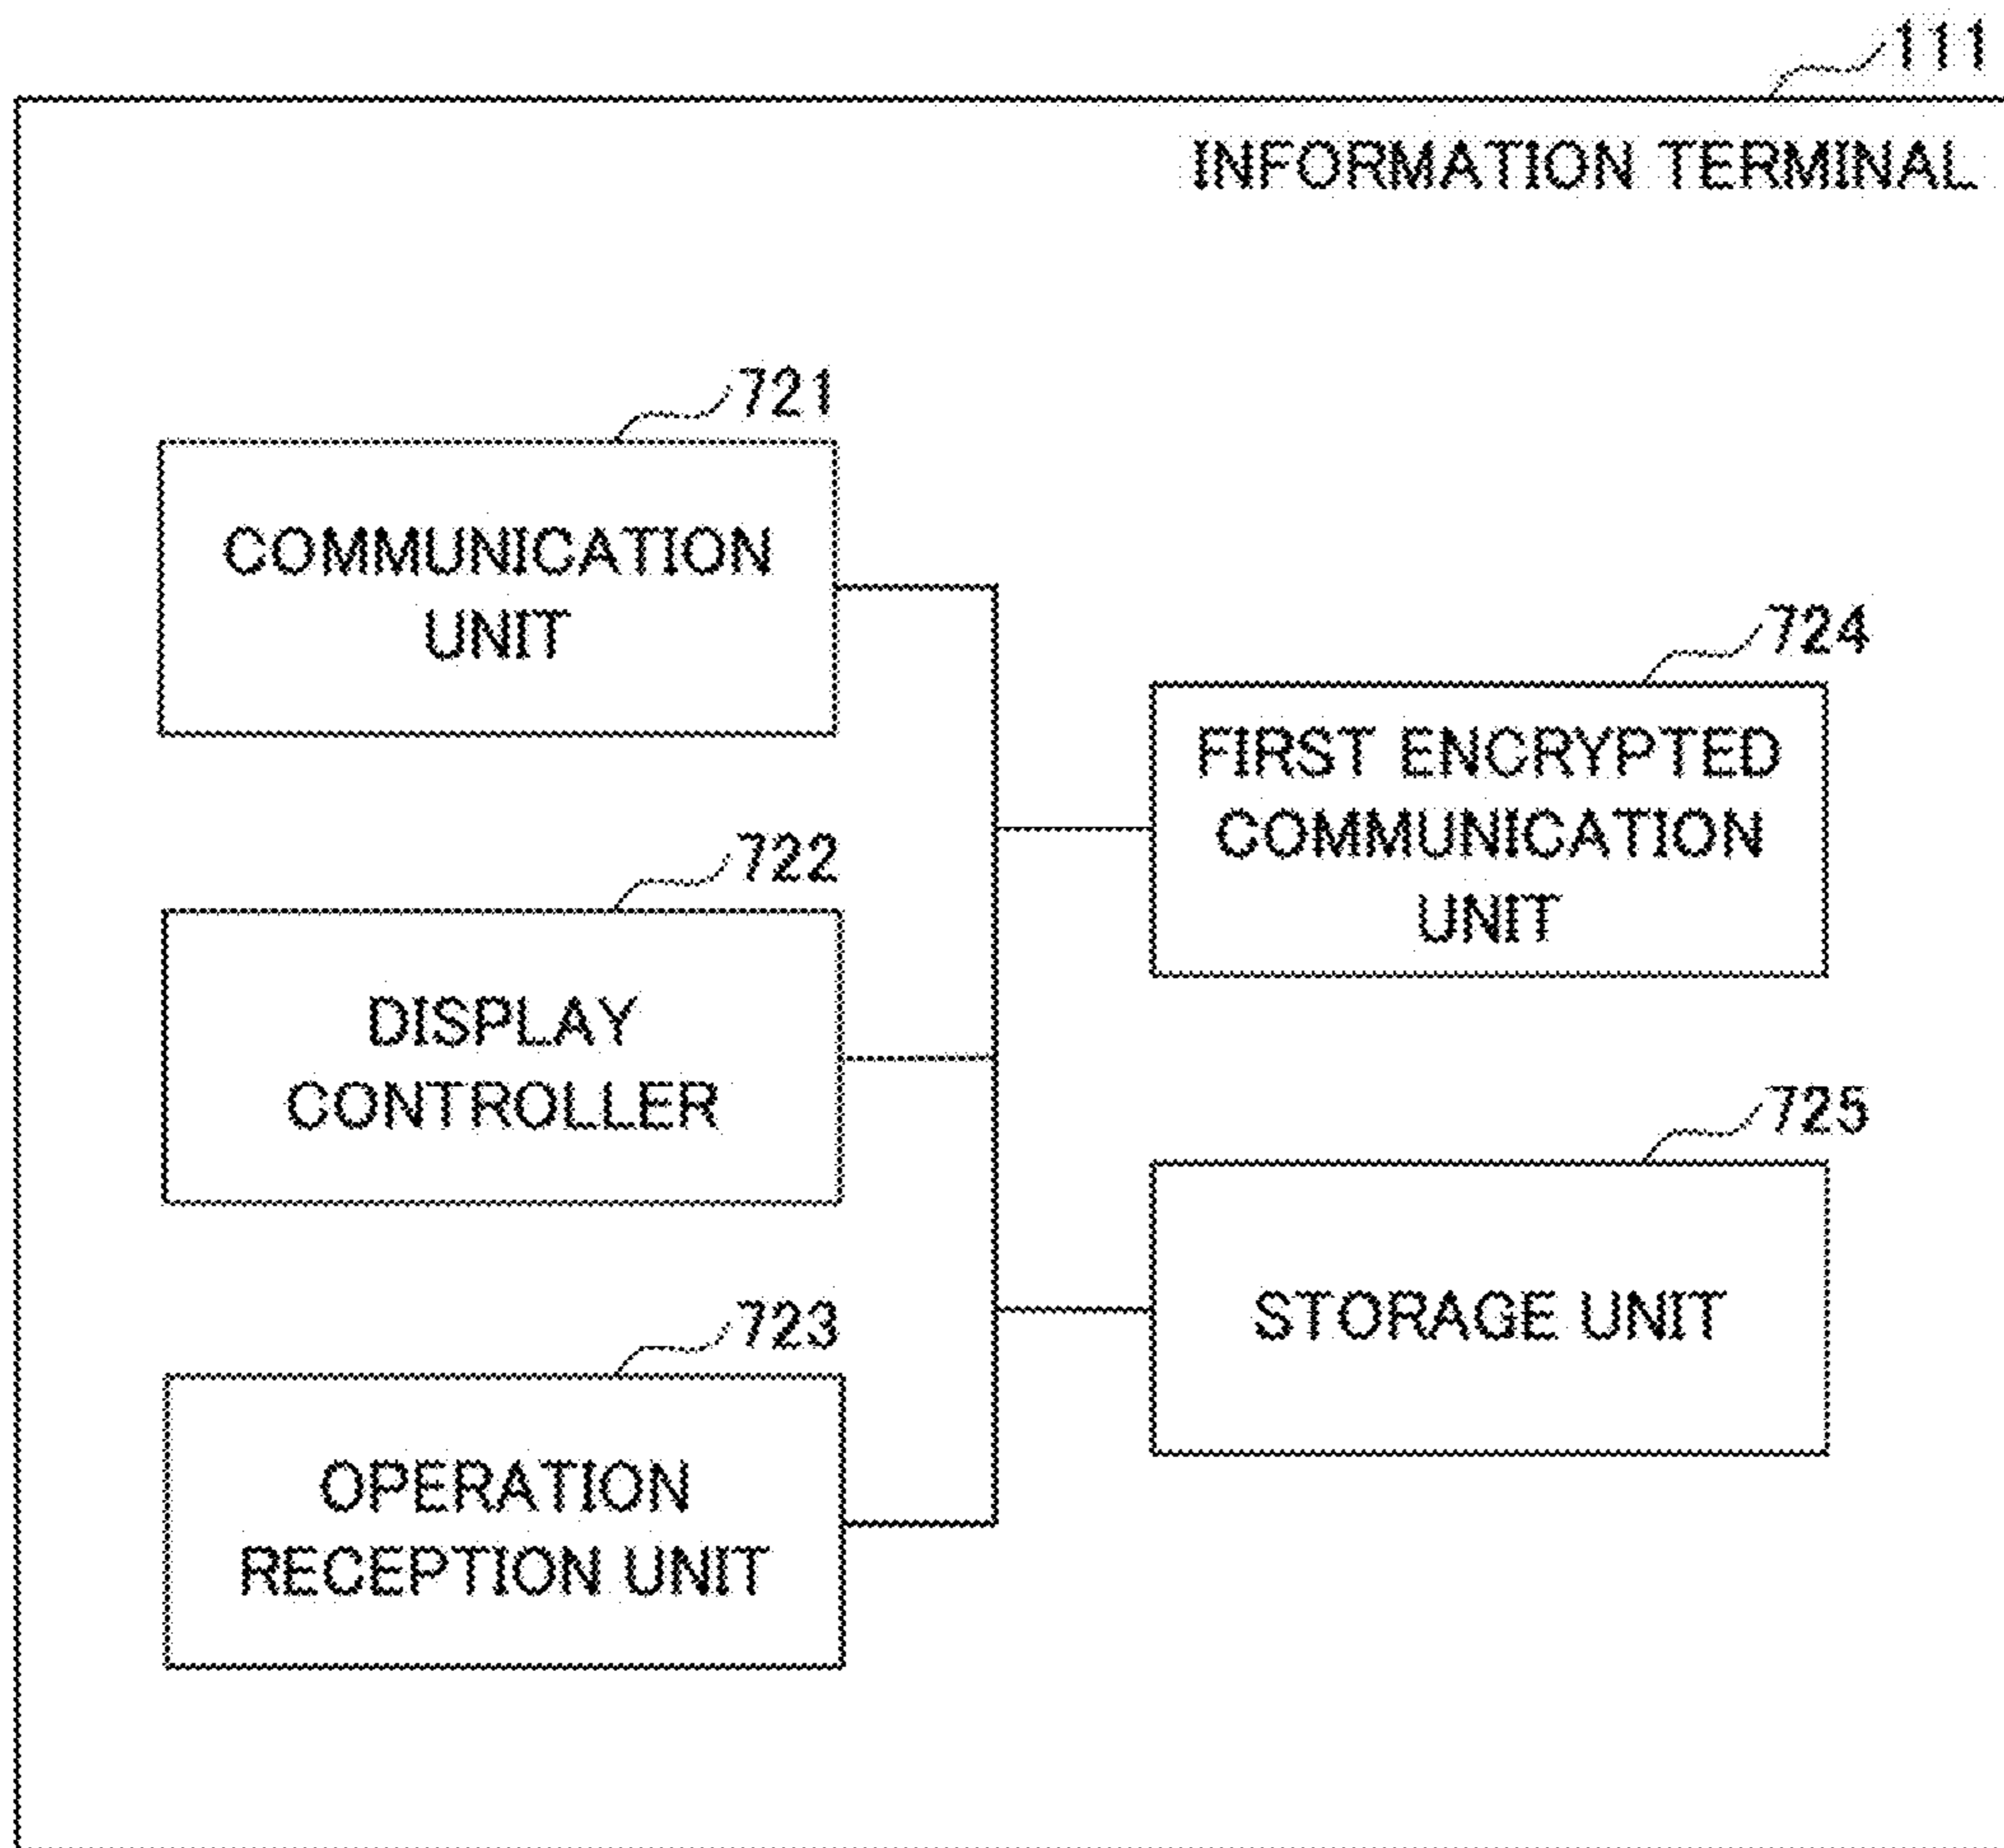 111
INFORMATION TERMINAL
721
COMMUNICATION
UNIT
722
DISPLAY
CONTROLLER
723
OPERATION
RECEPTION UNIT
724
FIRST ENCRYPTED
COMMUNICATION
UNIT
725
STORAGE UNIT